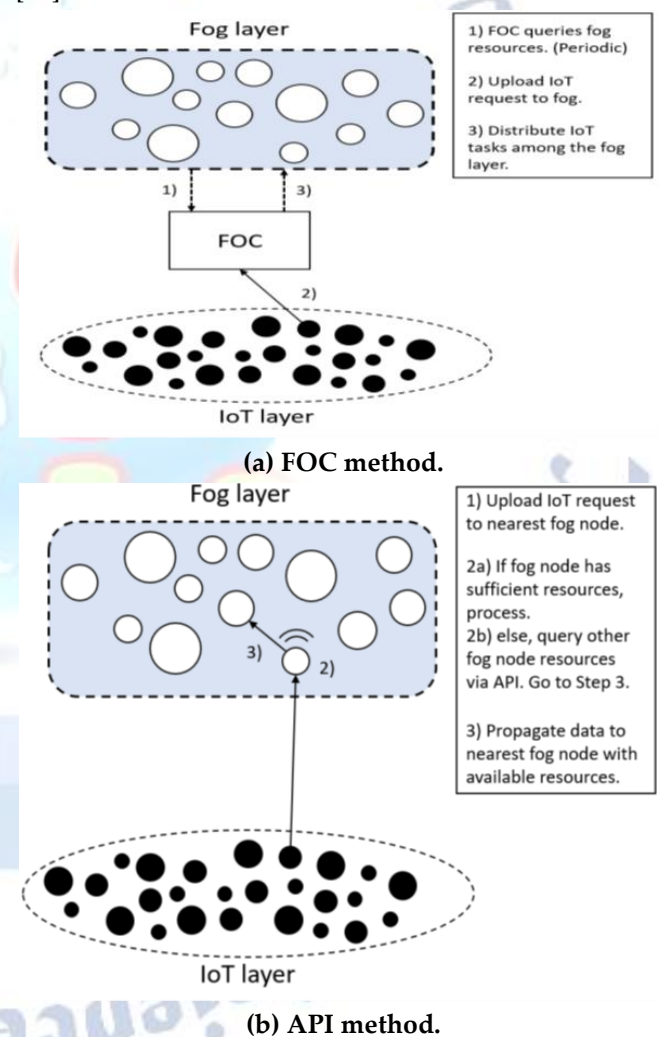 Fog layer
1) FOC queries fog
resources. (Periodic)
2) Upload IoT
request to fog.
3) Distribute IoT
tasks among the fog
layer.
1)
3)
FOC
2)
IoT layer
(a) FOC method.
Fog layer
1) Upload IoT request
to nearest fog node.
2a) If fog node has
sufficient resources,
process.
2b) else, query other
fog node resources
via API. Go to Step 3.
3) Propagate data to
nearest fog node with
available resources.
3)
2)
IoT layer
(b) API method.